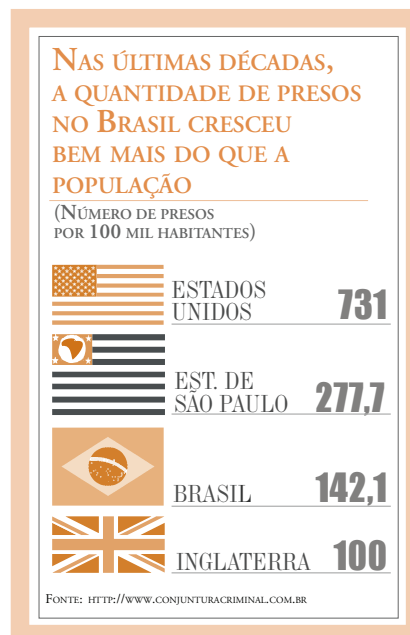 Nas últimas décadas,
a quantidade de presos
no Brasil cresceu
bem mais do que a
população
(Número de presos
por 100 mil habitantes)
ESTADOS
UNIDOS 731
EST. DE
SÃO PAULO 277,7
BRASIL 142,1
INGLATERRA 100
Fonte: http://www.conjunturacriminal.com.br